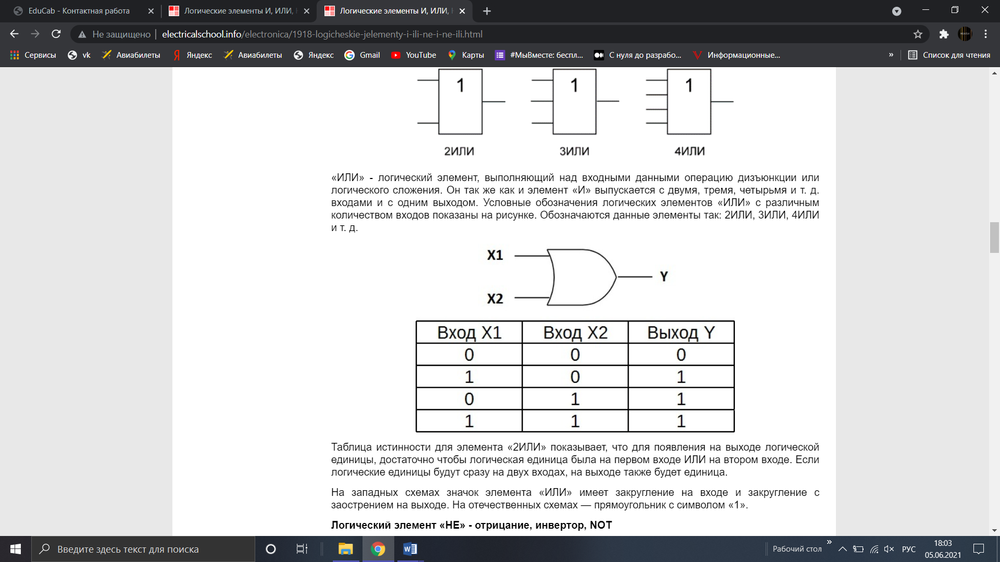 EduCab - Контактная работа
Логические элементы И, ИЛИ,
Логические элементы И, ИЛИ,
Не защищено
electricalschool.info/electronica/1918-logicheskie-jelementy-i-ili-ne-i-ne-ili.html
Сервисы
vk
Авиабилеты
Яндекс
Авиабилеты
Яндекс
Gmail
YouTube
Карты
#МыВместе: беспл...
С нуля до разрабо...
Информационные...
»
Список для чтения
1
1
1
2ИЛИ
3ИЛИ
4ИЛИ
«ИЛИ» - логический элемент, выполняющий над входными данными операцию дизъюнкции или
логического сложения. Он так же как и элемент «И» выпускается с двумя, тремя, четырьмя и т. д.
входами и с одним выходом. Условные обозначения логических элементов «ИЛИ» с различным
количеством входов показаны на рисунке. Обозначаются данные элементы так: 2ИЛИ, 3ИЛИ, 4ИЛИ
и т. д.
X1
Y
X2
Вход X1 Вход X2 Выход Y
0 0 0
1 0 1
0 1 1
1 1 1
Таблица истинности для элемента «2ИЛИ» показывает, что для появления на выходе логической
единицы, достаточно чтобы логическая единица была на первом входе ИЛИ на втором входе. Если
логические единицы будут сразу на двух входах, на выходе также будет единица.
На западных схемах значок элемента «ИЛИ» имеет закругление на входе и закругление с
заострением на выходе. На отечественных схемах — прямоугольник с символом «1».
Логический элемент «НЕ» - отрицание, инвертор, NOT
Введите здесь текст для поиска
Рабочий стол
»
РУС
18:03
05.06.2021